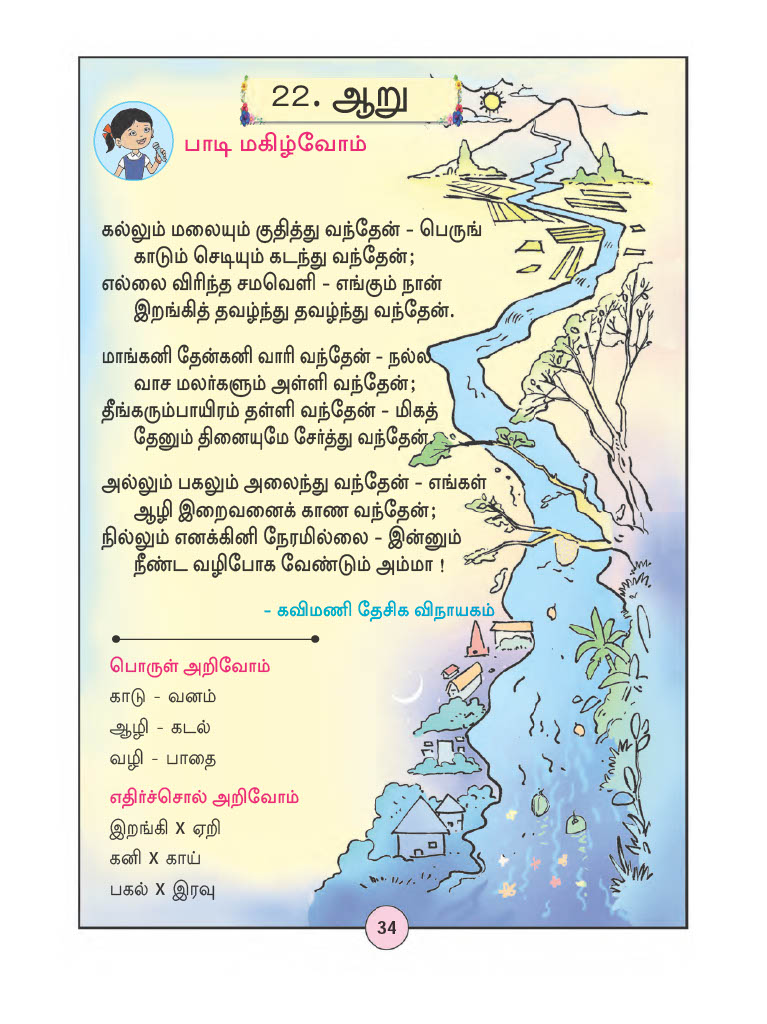 22. ஆறு
பாடி மகிழ்வோம்
கல்லும் மலையும் குதித்து வந்தேன் - பெருங்
காடும் செடியும் கடந்து வந்தேன்;
எல்லை விரிந்த சமவெளி - எங்கும் நான்
இறங்கித் தவழ்ந்து தவழ்ந்து வந்தேன்.
மாங்கனி தேன்கனி வாரி வந்தேன் - நல்ல
வாச மலர்களும் அள்ளி வந்தேன்;
தீங்கரும்பாயிரம் தள்ளி வந்தேன் - மிகத்
தேனும் தினையுமே சேர்த்து வந்தேன்.
அல்லும் பகலும் அலைந்து வந்தேன் - எங்கள்
ஆழி இறைவனைக் காண வந்தேன்;
நில்லும் எனக்கினி நேரமில்லை - இன்னும்
நீண்ட வழிபோக வேண்டும் அம்மா !
- கவிமணி தேசிக விநாயகம்
பொருள் அறிவோம்
காடு - வனம்
ஆழி - கடல்
வழி - பாதை
எதிர்ச்சொல் அறிவோம்
இறங்கி X ஏறி
கனி X காய்
பகல் X இரவு
34